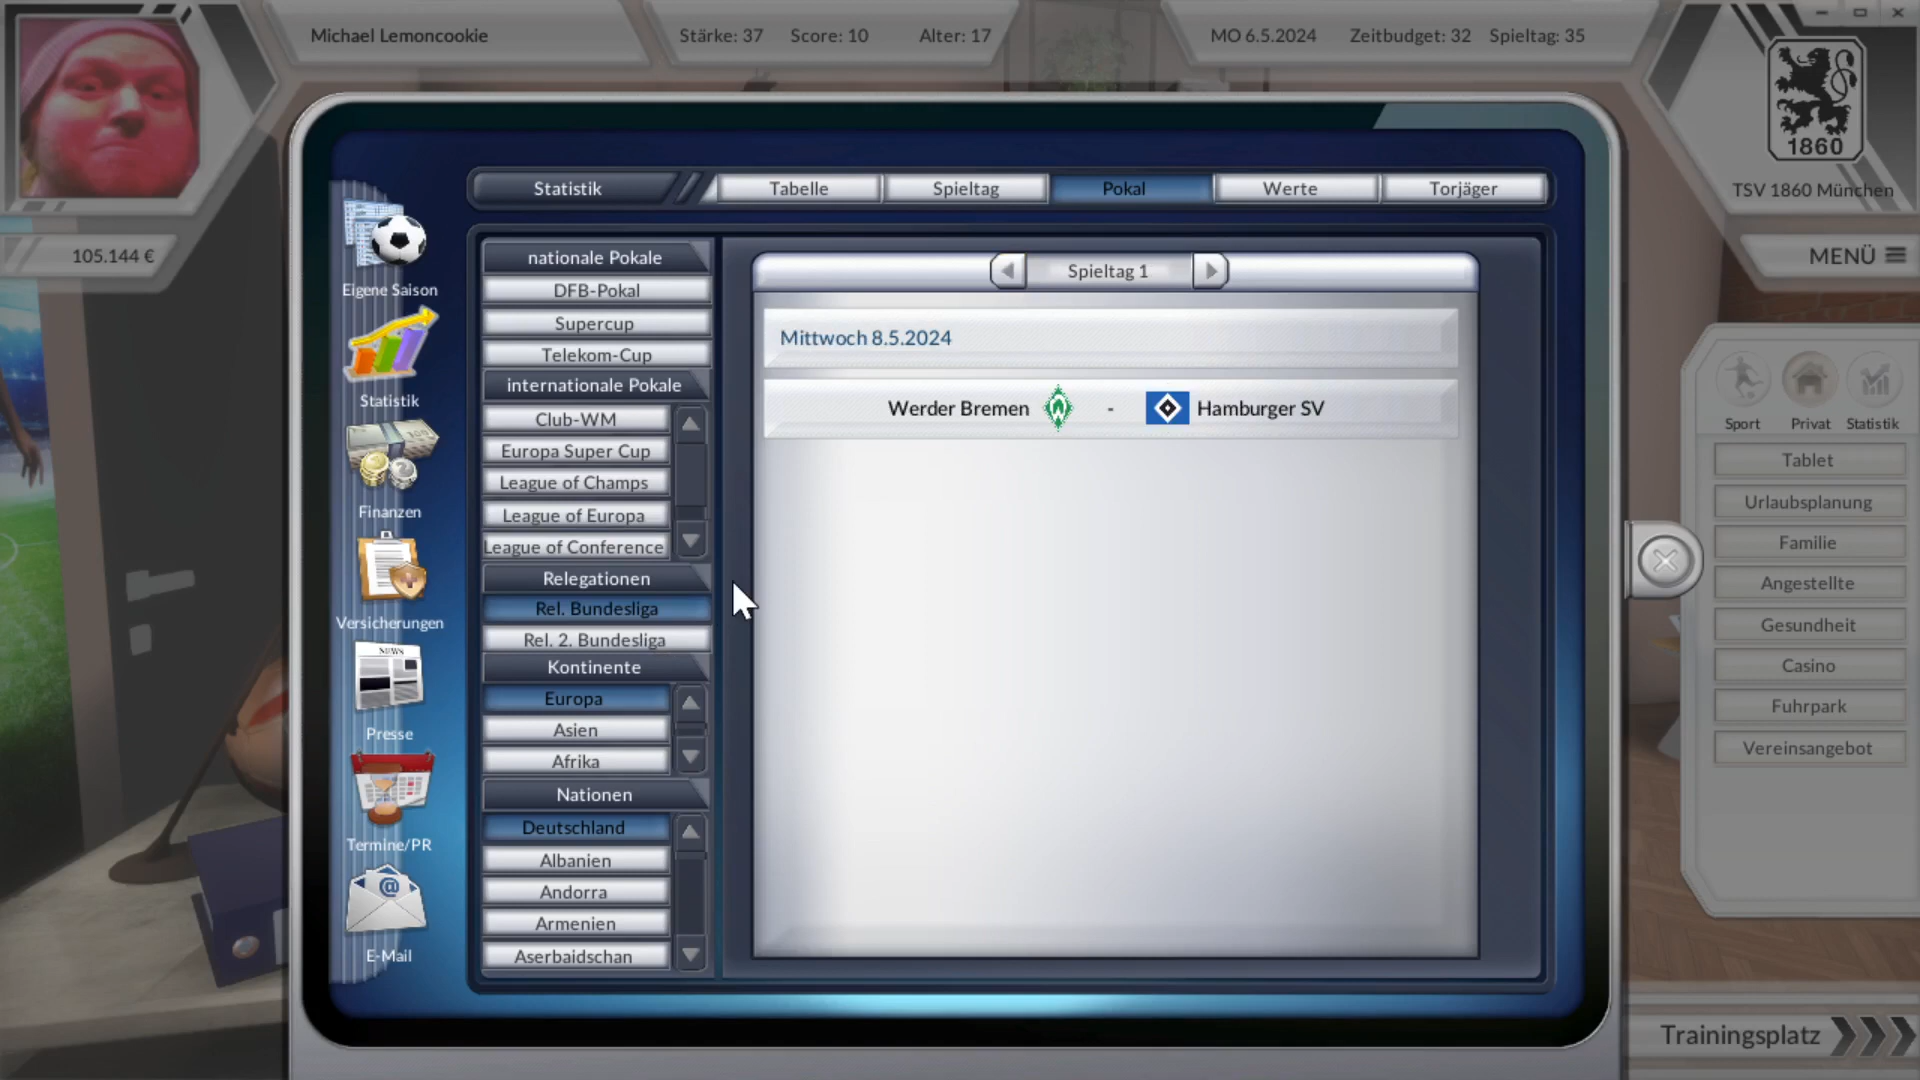 Michael Lemoncookie
Stärke: 37 Score: 10 Alter: 17
MO 6.5.2024 Zeitbudget: 32 Spieltag: 35
1860
TSV 1860 München
105.144 €
MENÜ
Statistik
Tabelle
Spieltag
Pokal
Werte
Torjäger
Eigene Saison
Statistik
Finanzen
Versicherungen
NEWS
Presse
Termine/PR
@
E-Mail
nationale Pokale
DFB-Pokal
Supercup
Telekom-Cup
internationale Pokale
Club-WM
Europa Super Cup
League of Champs
League of Europa
League of Conference
Relegationen
Rel. Bundesliga
Rel. 2. Bundesliga
Kontinente
Europa
Asien
Afrika
Nationen
Deutschland
Albanien
Andorra
Armenien
Aserbaidschan
Spieltag 1
Mittwoch 8.5.2024
Werder Bremen - Hamburger SV
Sport Privat Statistik
Tablet
Urlaubsplanung
Familie
Angestellte
Gesundheit
Casino
Fuhrpark
Vereinsangebot
Trainingsplatz